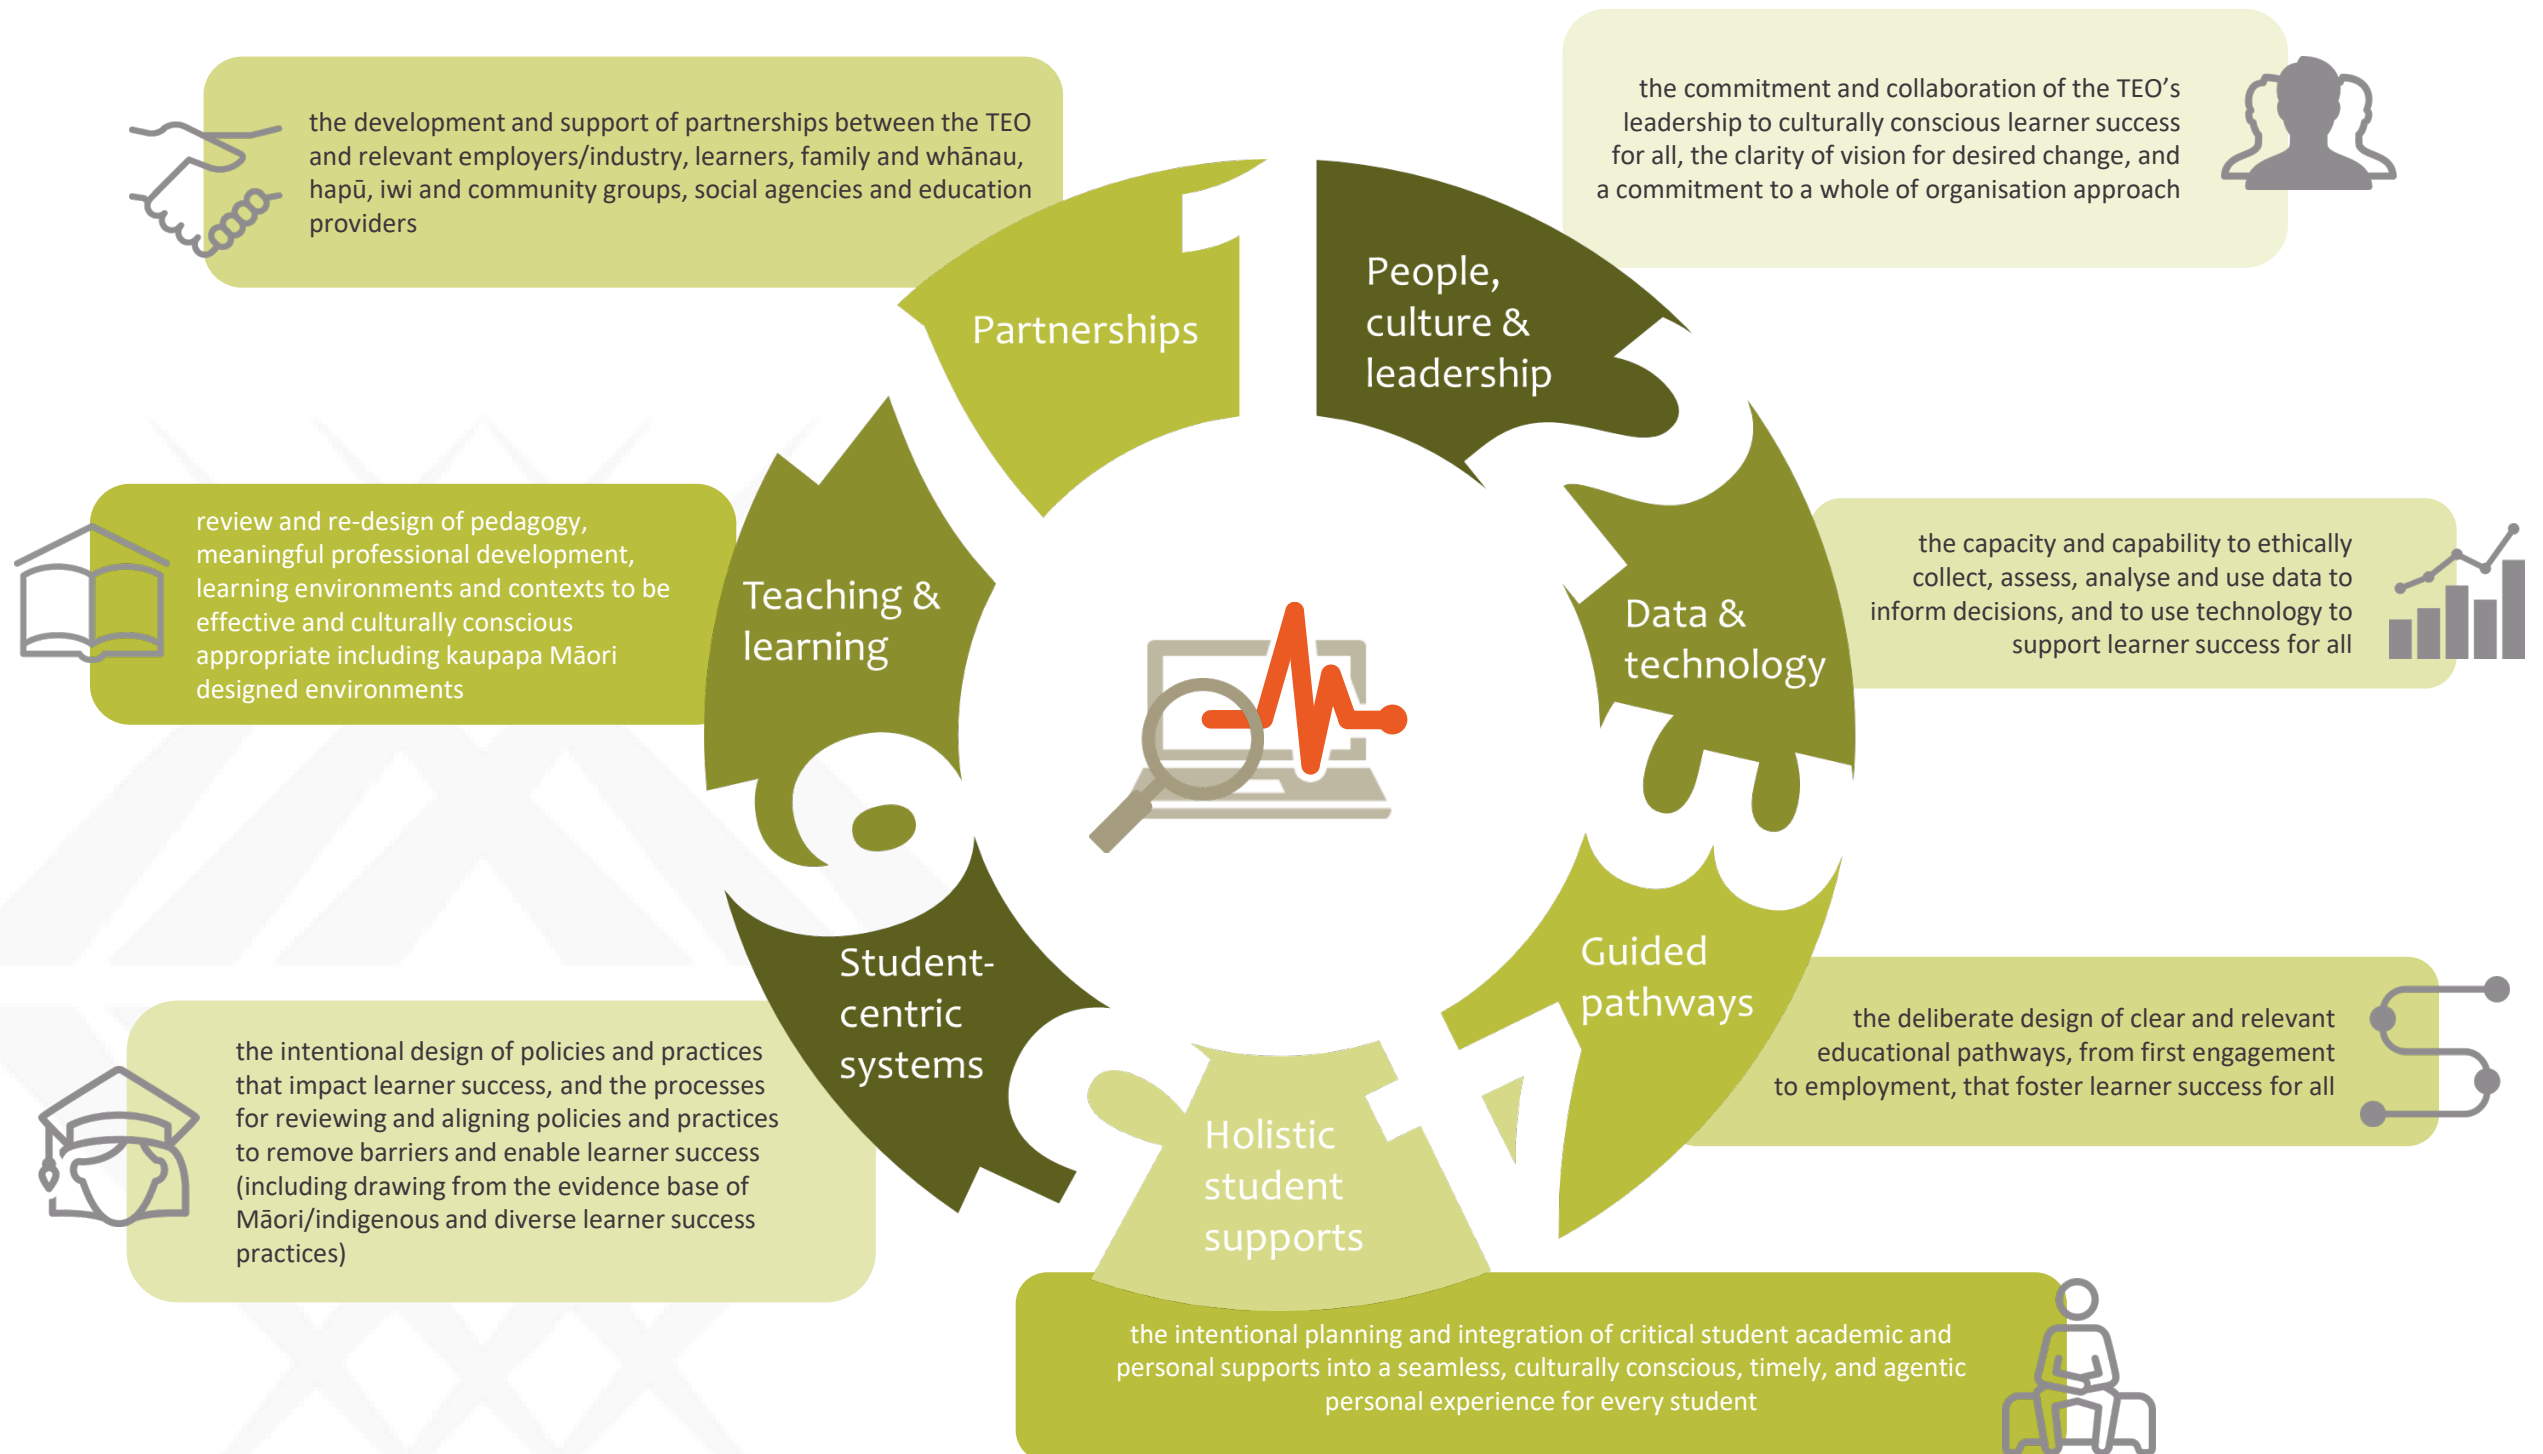 the development and support of partnerships between the TEO
and relevant employers/industry, learners, family and whānau,
hapū, iwi and community groups, social agencies and education
providers
the commitment and collaboration of the TEO’s
leadership to culturally conscious learner success
for all, the clarity of vision for desired change, and
a commitment to a whole of organisation approach
Partnerships
People,
culture &
leadership
review and re-design of pedagogy,
meaningful professional development,
learning environments and contexts to be
effective and culturally conscious
appropriate including kaupapa Māori
designed environments
Teaching &
learning
Data &
technology
the capacity and capability to ethically
collect, assess, analyse and use data to
inform decisions, and to use technology to
support learner success for all
Student-
centric
systems
Guided
pathways
the deliberate design of clear and relevant
educational pathways, from first engagement
to employment, that foster learner success for all
the intentional design of policies and practices
that impact learner success, and the processes
for reviewing and aligning policies and practices
to remove barriers and enable learner success
(including drawing from the evidence base of
Māori/indigenous and diverse learner success
practices)
Holistic
student
supports
the intentional planning and integration of critical student academic and
personal supports into a seamless, culturally conscious, timely, and agentic
personal experience for every student